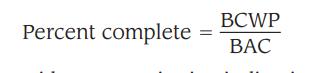 Percent complete = BCWP
BAC